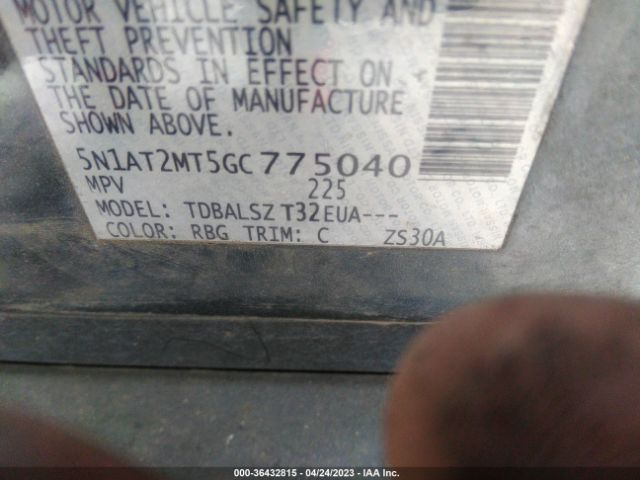 MOTOR VEHICLE SAFETY AND
THEFT PREVENTION
STANDARDS IN EFFECT ON
THE DATE OF MANUFACTURE
SHOWN ABOVE.
5N1AT2MT5GC775040
MPV 225
MODEL: TDBALSZ T32EUA---
COLOR: RBG TRIM: C ZS30A
000-36432815 - 04/24/2023 - IAA Inc.